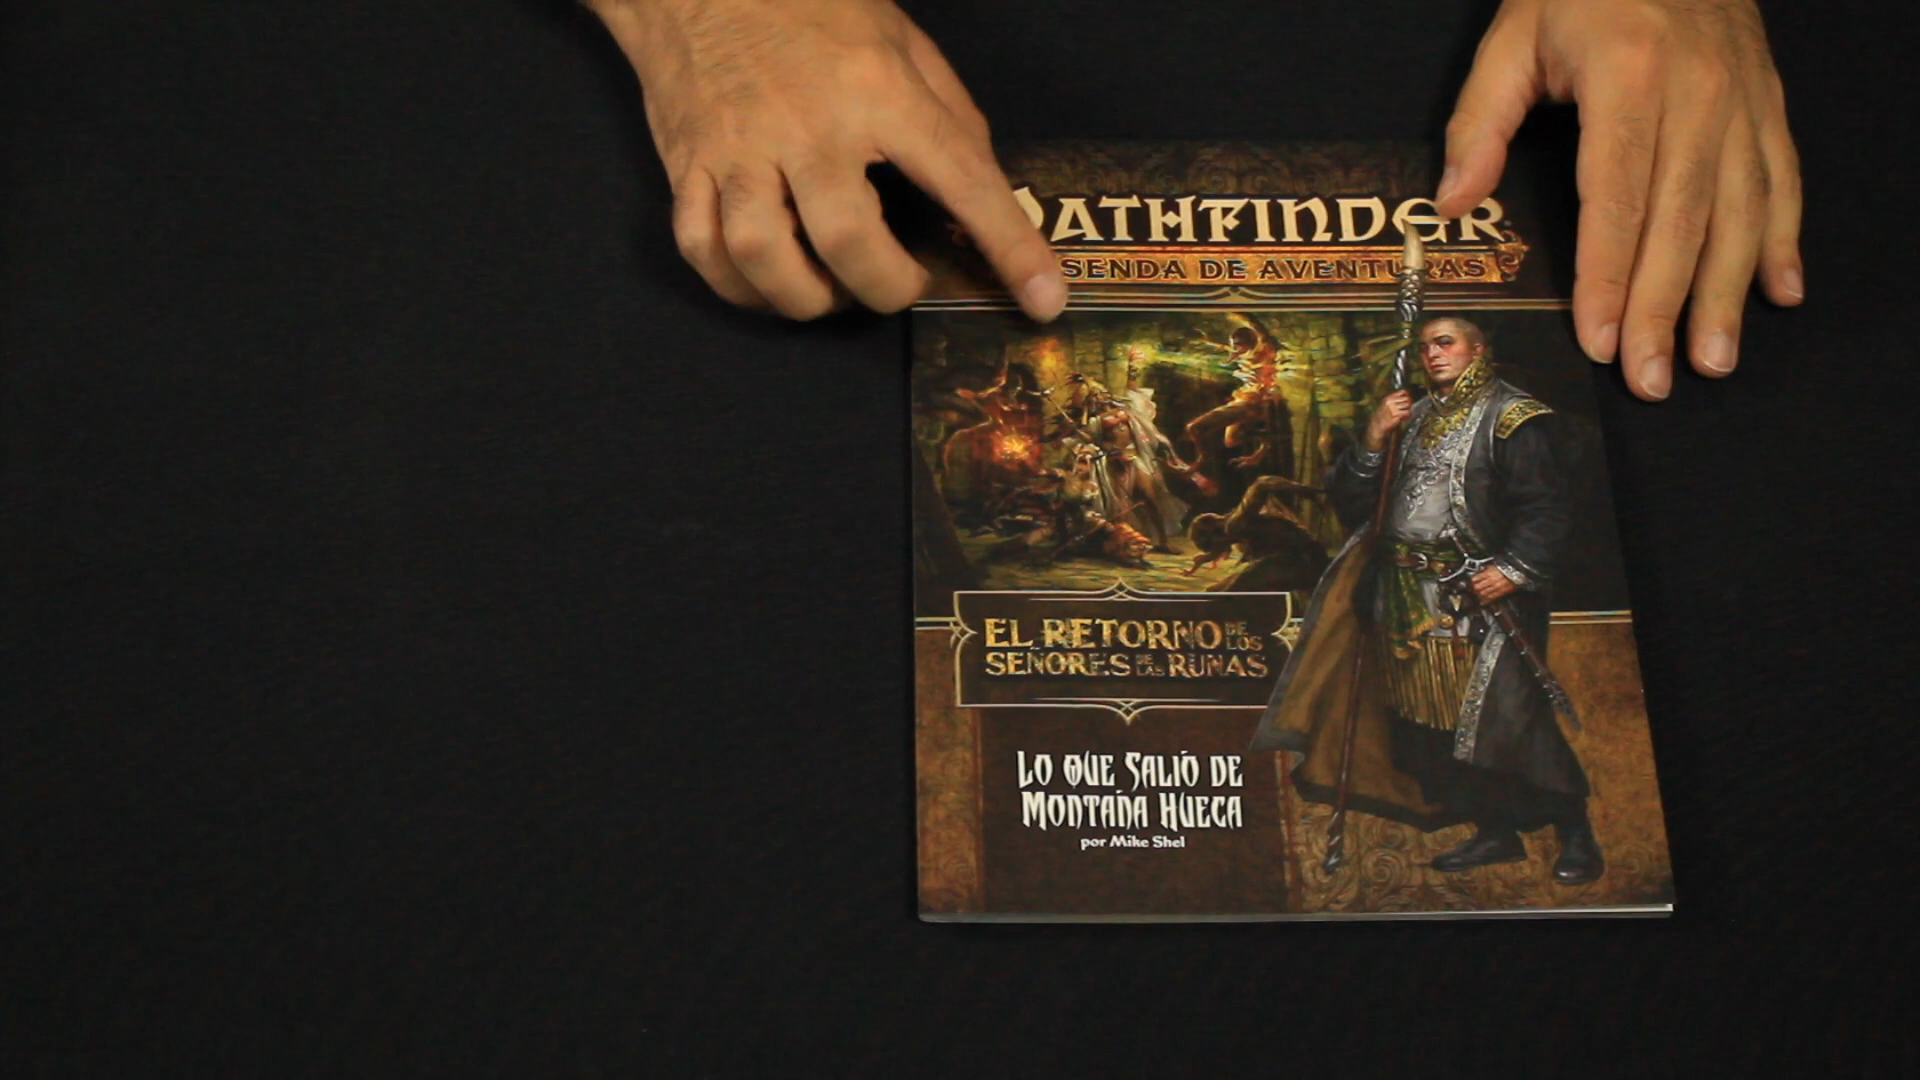 PATHFINDER
SENDA DE AVENTURAS
EL RETORNO DE LOS
SEÑORES DE LAS RUNAS
LO QUE SALIÓ DE
MONTAÑA HUECA
por Mike Shel